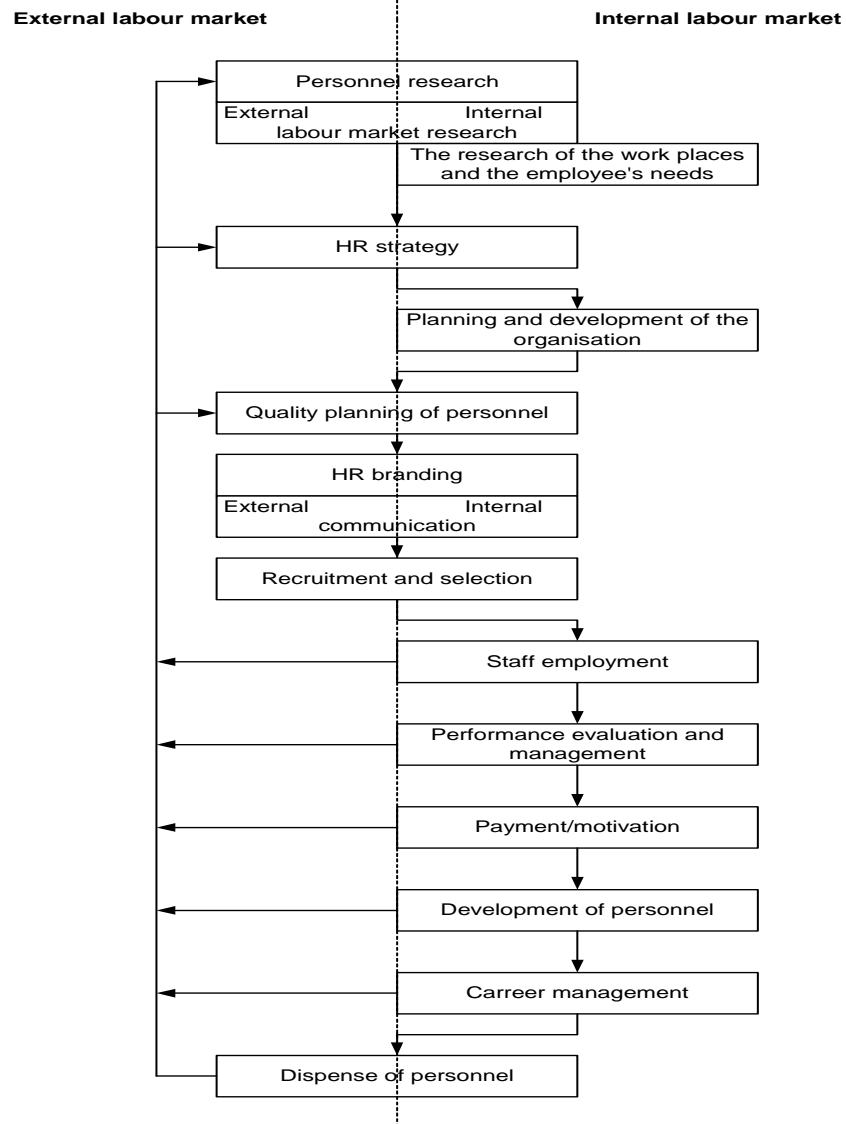 External labour market
Internal labour market
Personnel research
External Internal
labour market research
The research of the work places
and the employee's needs
HR strategy
Planning and development of the
organisation
Quality planning of personnel
HR branding
External Internal
communication
Recruitment and selection
Staff employment
Performance evaluation and
management
Payment/motivation
Development of personnel
Carreer management
Dispense of personnel